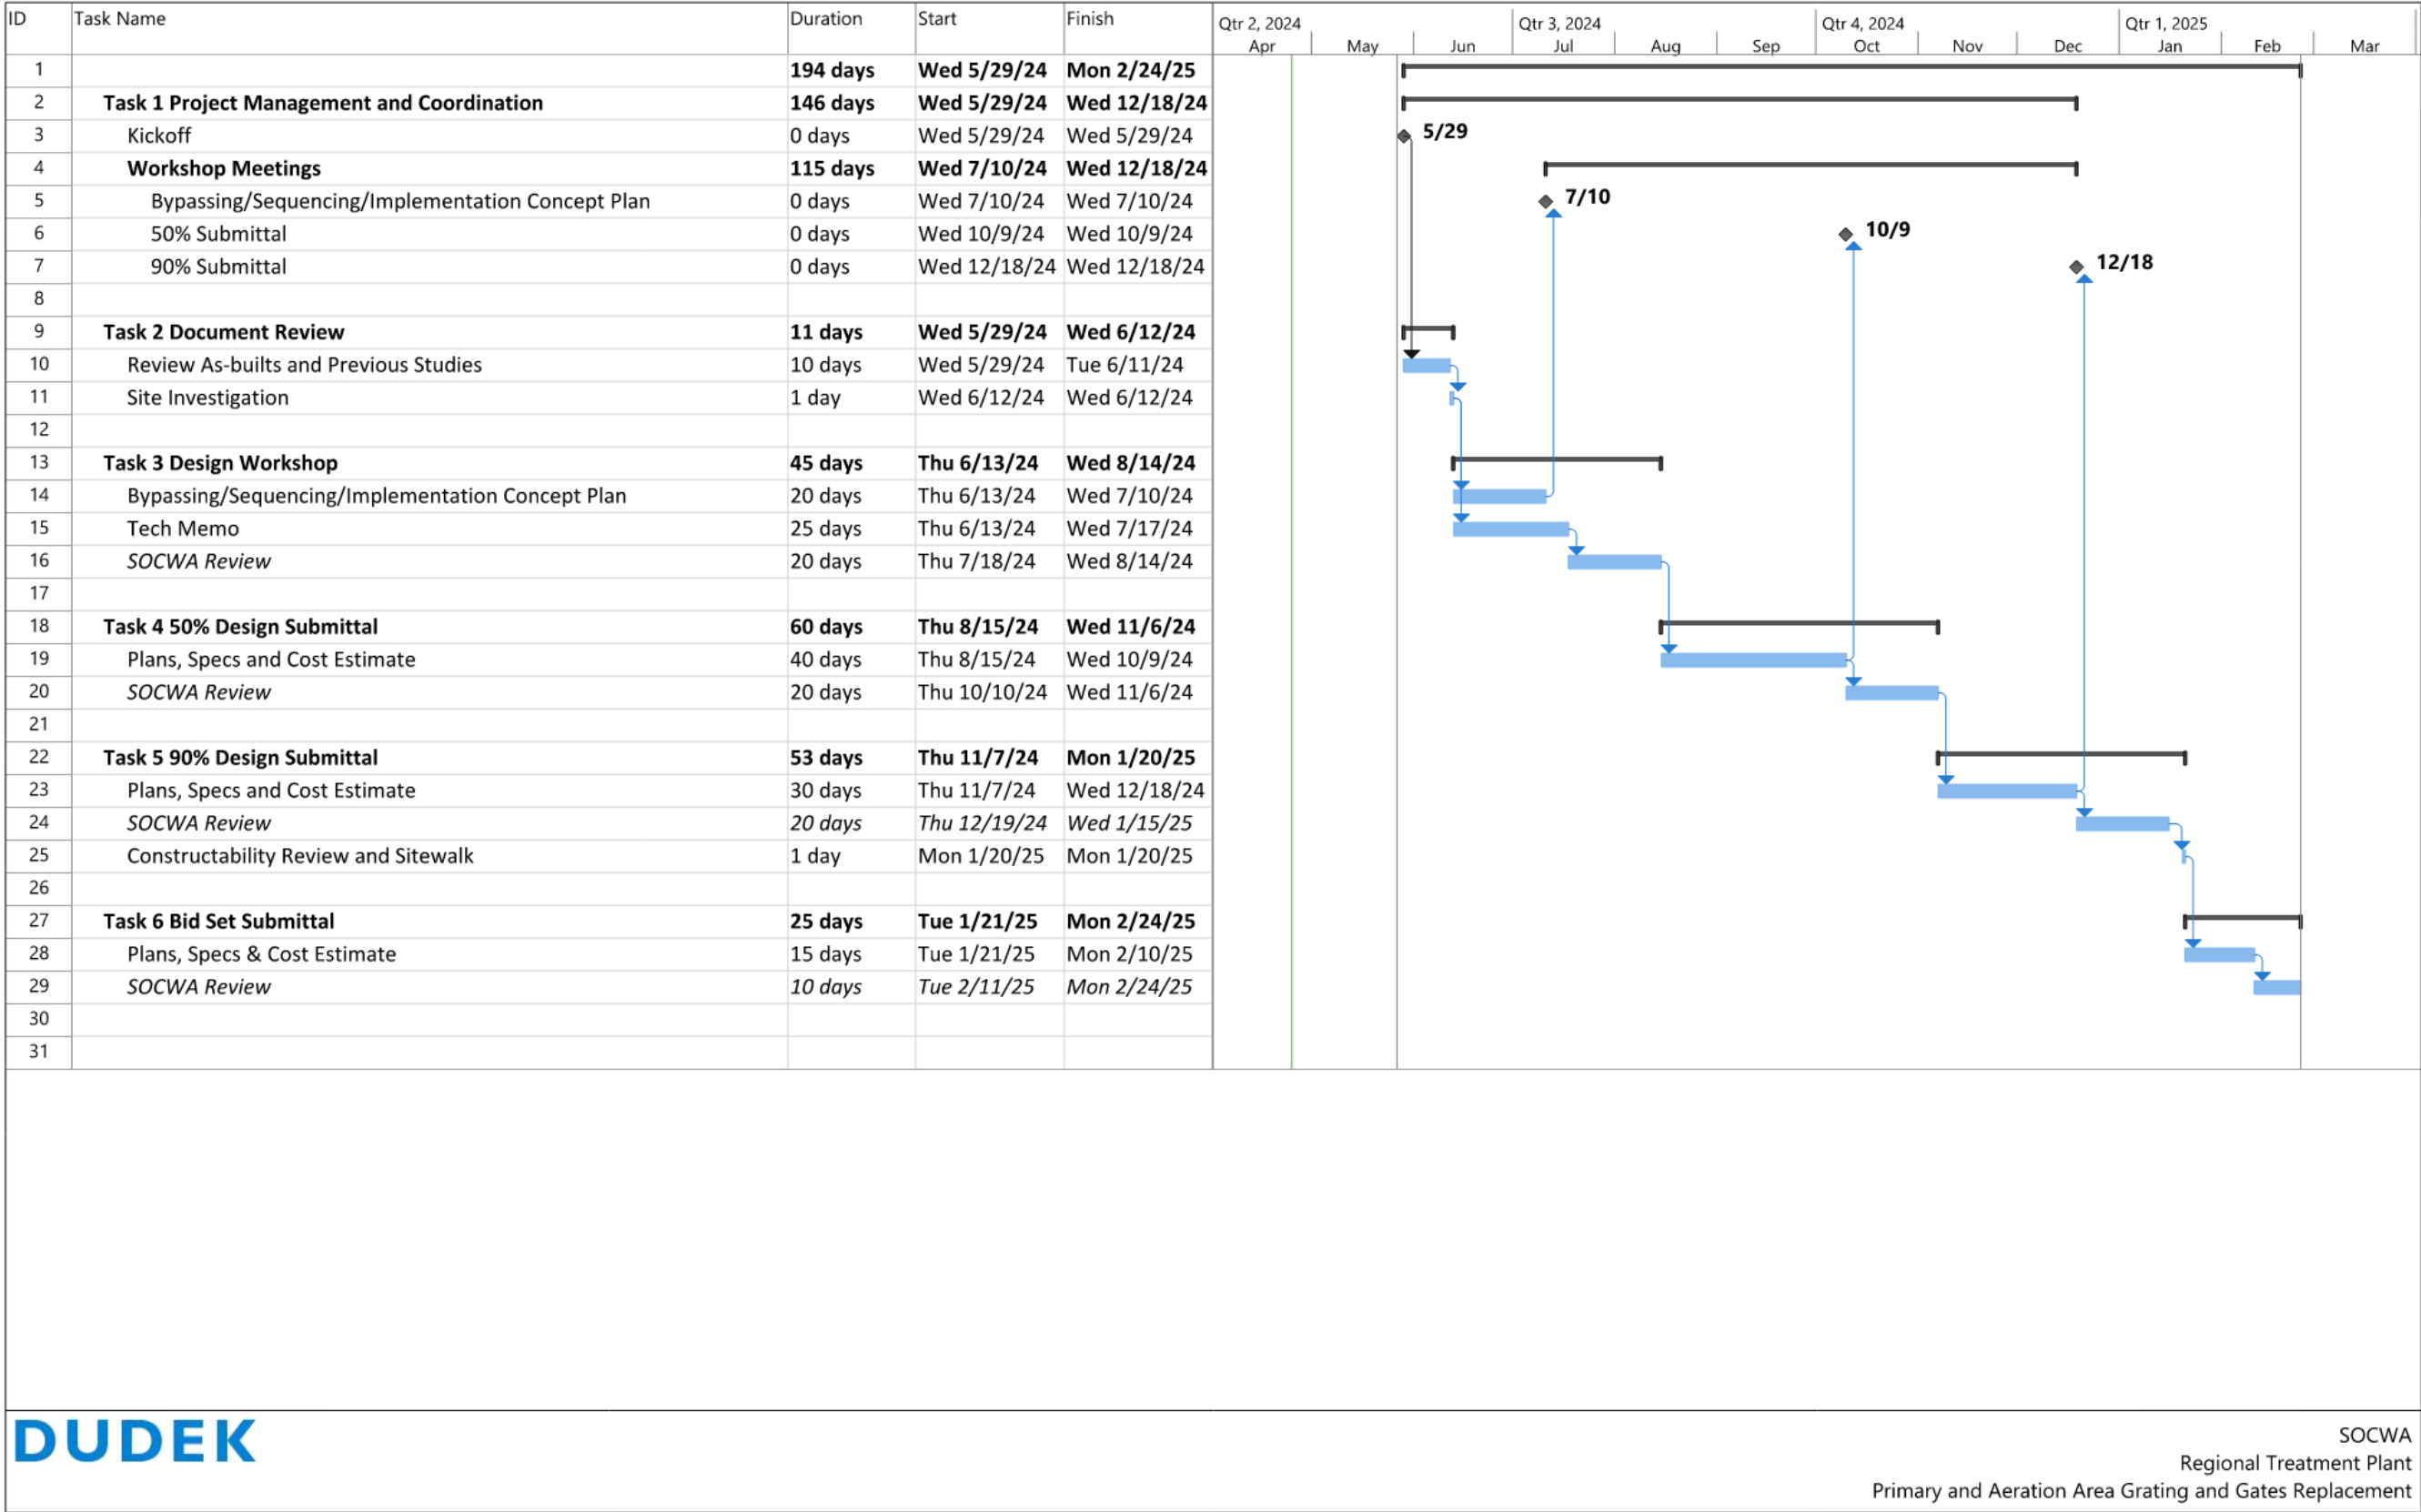 ID Task Name Duration Start Finish Qtr 2, 2024 Qtr 3, 2024 Qtr 4, 2024 Qtr 1, 2025
Apr May Jun Jul Aug Sep Oct Nov Dec Jan Feb Mar
1 194 days Wed 5/29/24 Mon 2/24/25
2 Task 1 Project Management and Coordination 146 days Wed 5/29/24 Wed 12/18/24
3 Kickoff 0 days Wed 5/29/24 Wed 5/29/24 5/29
4 Workshop Meetings 115 days Wed 7/10/24 Wed 12/18/24
5 Bypassing/Sequencing/Implementation Concept Plan 0 days Wed 7/10/24 Wed 7/10/24 7/10
6 50% Submittal 0 days Wed 10/9/24 Wed 10/9/24 10/9
7 90% Submittal 0 days Wed 12/18/24 Wed 12/18/24 12/18
8
9 Task 2 Document Review 11 days Wed 5/29/24 Wed 6/12/24
10 Review As-builts and Previous Studies 10 days Wed 5/29/24 Tue 6/11/24
11 Site Investigation 1 day Wed 6/12/24 Wed 6/12/24
12
13 Task 3 Design Workshop 45 days Thu 6/13/24 Wed 8/14/24
14 Bypassing/Sequencing/Implementation Concept Plan 20 days Thu 6/13/24 Wed 7/10/24
15 Tech Memo 25 days Thu 6/13/24 Wed 7/17/24
16 SOCWA Review 20 days Thu 7/18/24 Wed 8/14/24
17
18 Task 4 50% Design Submittal 60 days Thu 8/15/24 Wed 11/6/24
19 Plans, Specs and Cost Estimate 40 days Thu 8/15/24 Wed 10/9/24
20 SOCWA Review 20 days Thu 10/10/24 Wed 11/6/24
21
22 Task 5 90% Design Submittal 53 days Thu 11/7/24 Mon 1/20/25
23 Plans, Specs and Cost Estimate 30 days Thu 11/7/24 Wed 12/18/24
24 SOCWA Review 20 days Thu 12/19/24 Wed 1/15/25
25 Constructability Review and Sitewalk 1 day Mon 1/20/25 Mon 1/20/25
26
27 Task 6 Bid Set Submittal 25 days Tue 1/21/25 Mon 2/24/25
28 Plans, Specs & Cost Estimate 15 days Tue 1/21/25 Mon 2/10/25
29 SOCWA Review 10 days Tue 2/11/25 Mon 2/24/25
30
31
DUDEK
SOCWA
Regional Treatment Plant
Primary and Aeration Area Grating and Gates Replacement